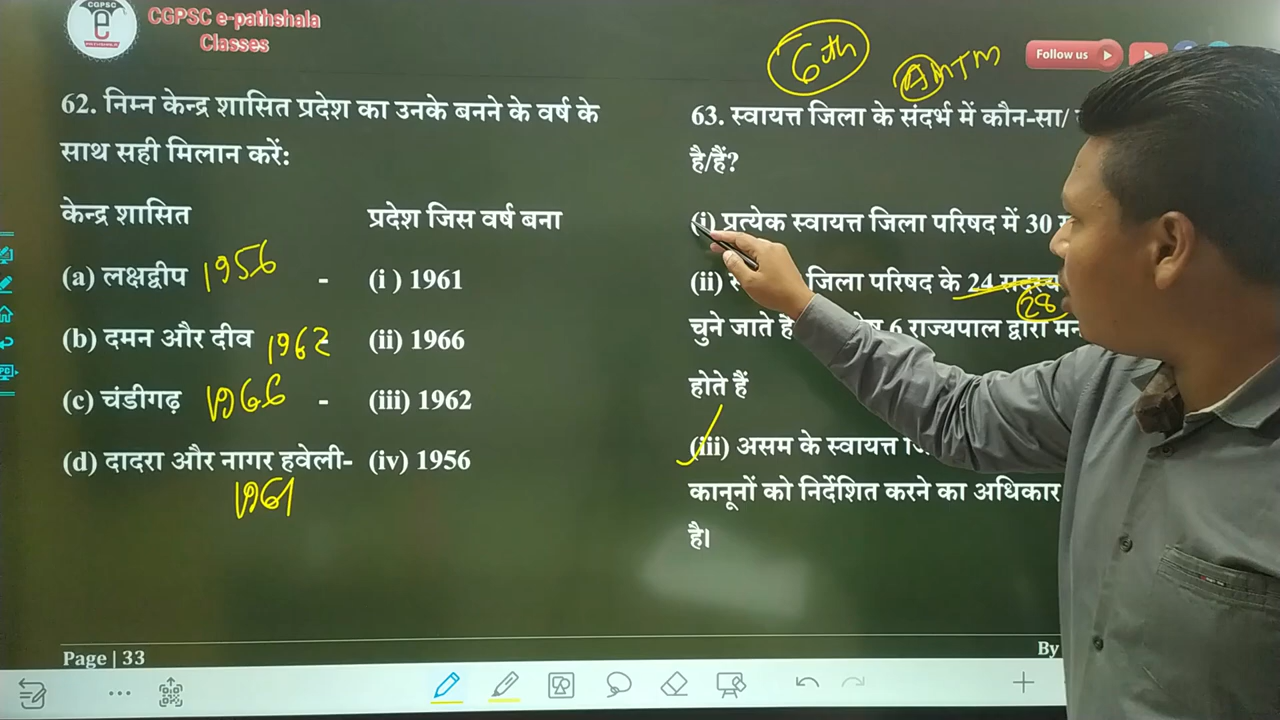 CGPSC
e
CGPSC e-pathshala
Classes
Follow us
6th
AMTM
62. निम्न केन्द्र शासित प्रदेश का उनके बनने के वर्ष के
साथ सही मिलान करें:
केन्द्र शासित प्रदेश जिस वर्ष बना
(a) लक्षद्वीप 1956 - (i ) 1961
(b) दमन और दीव 1962 - (ii) 1966
(c) चंडीगढ़ 1966 - (iii) 1962
(d) दादरा और नागर हवेली- (iv) 1956
1961
63. स्वायत्त जिला के संदर्भ में कौन-सा/
है/हैं?
(i) प्रत्येक स्वायत्त जिला परिषद में 30
(ii) जिला परिषद के 24 सदस्य
28
चुने जाते हैं 6 राज्यपाल द्वारा
होते हैं
(iii) असम के स्वायत्त
कानूनों को निर्देशित करने का अधिकार
है।
Page | 33
By